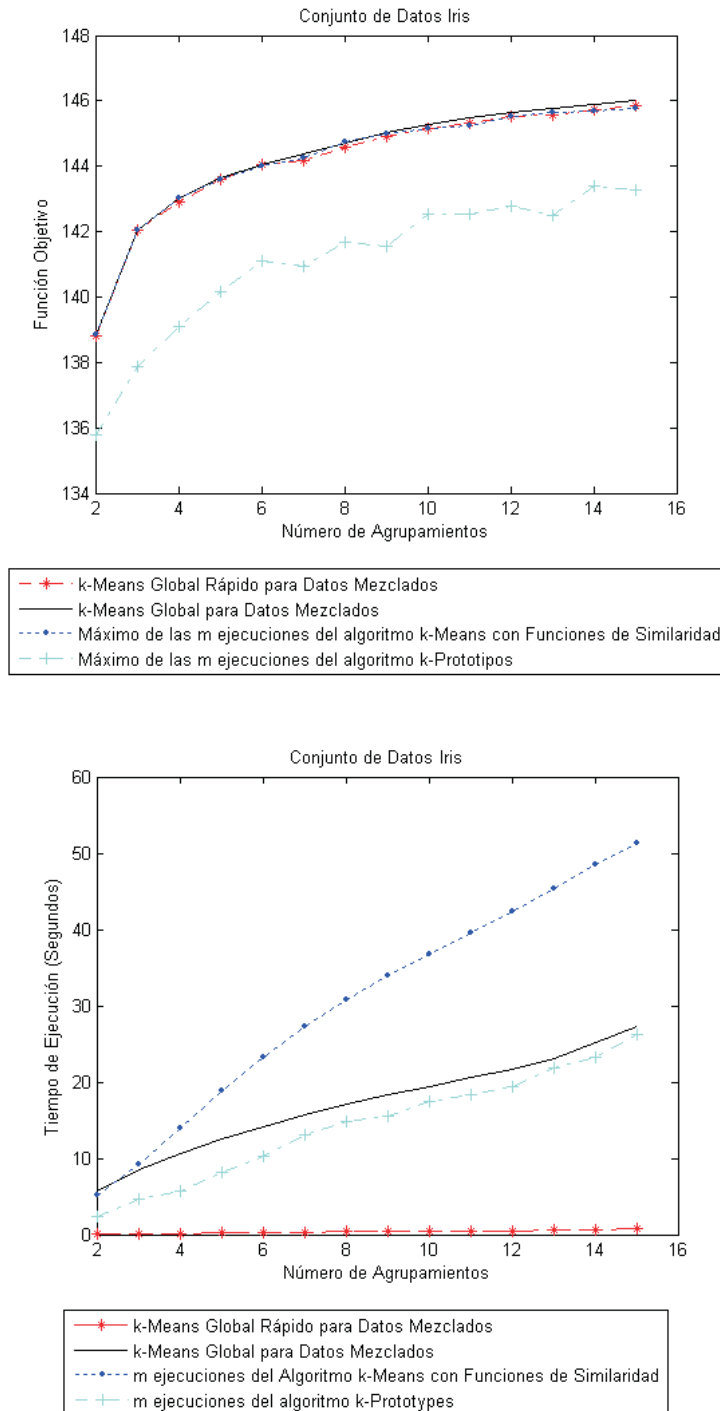 Conjunto de Datos Iris
148
146
144
142
140
138
136
134
Función Objetivo
2 4 6 8 10 12 14 16
Número de Agrupamientos
k-Means Global Rápido para Datos Mezclados
k-Means Global para Datos Mezclados
Máximo de las m ejecuciones del algoritmo k-Means con Funciones de Similaridad
Máximo de las m ejecuciones del algoritmo k-Prototipos
Conjunto de Datos Iris
60
50
40
30
20
10
0
Tiempo de Ejecución (Segundos)
2 4 6 8 10 12 14 16
Número de Agrupamientos
k-Means Global Rápido para Datos Mezclados
k-Means Global para Datos Mezclados
m ejecuciones del Algoritmo k-Means con Funciones de Similaridad
m ejecuciones del algoritmo k-Prototypes